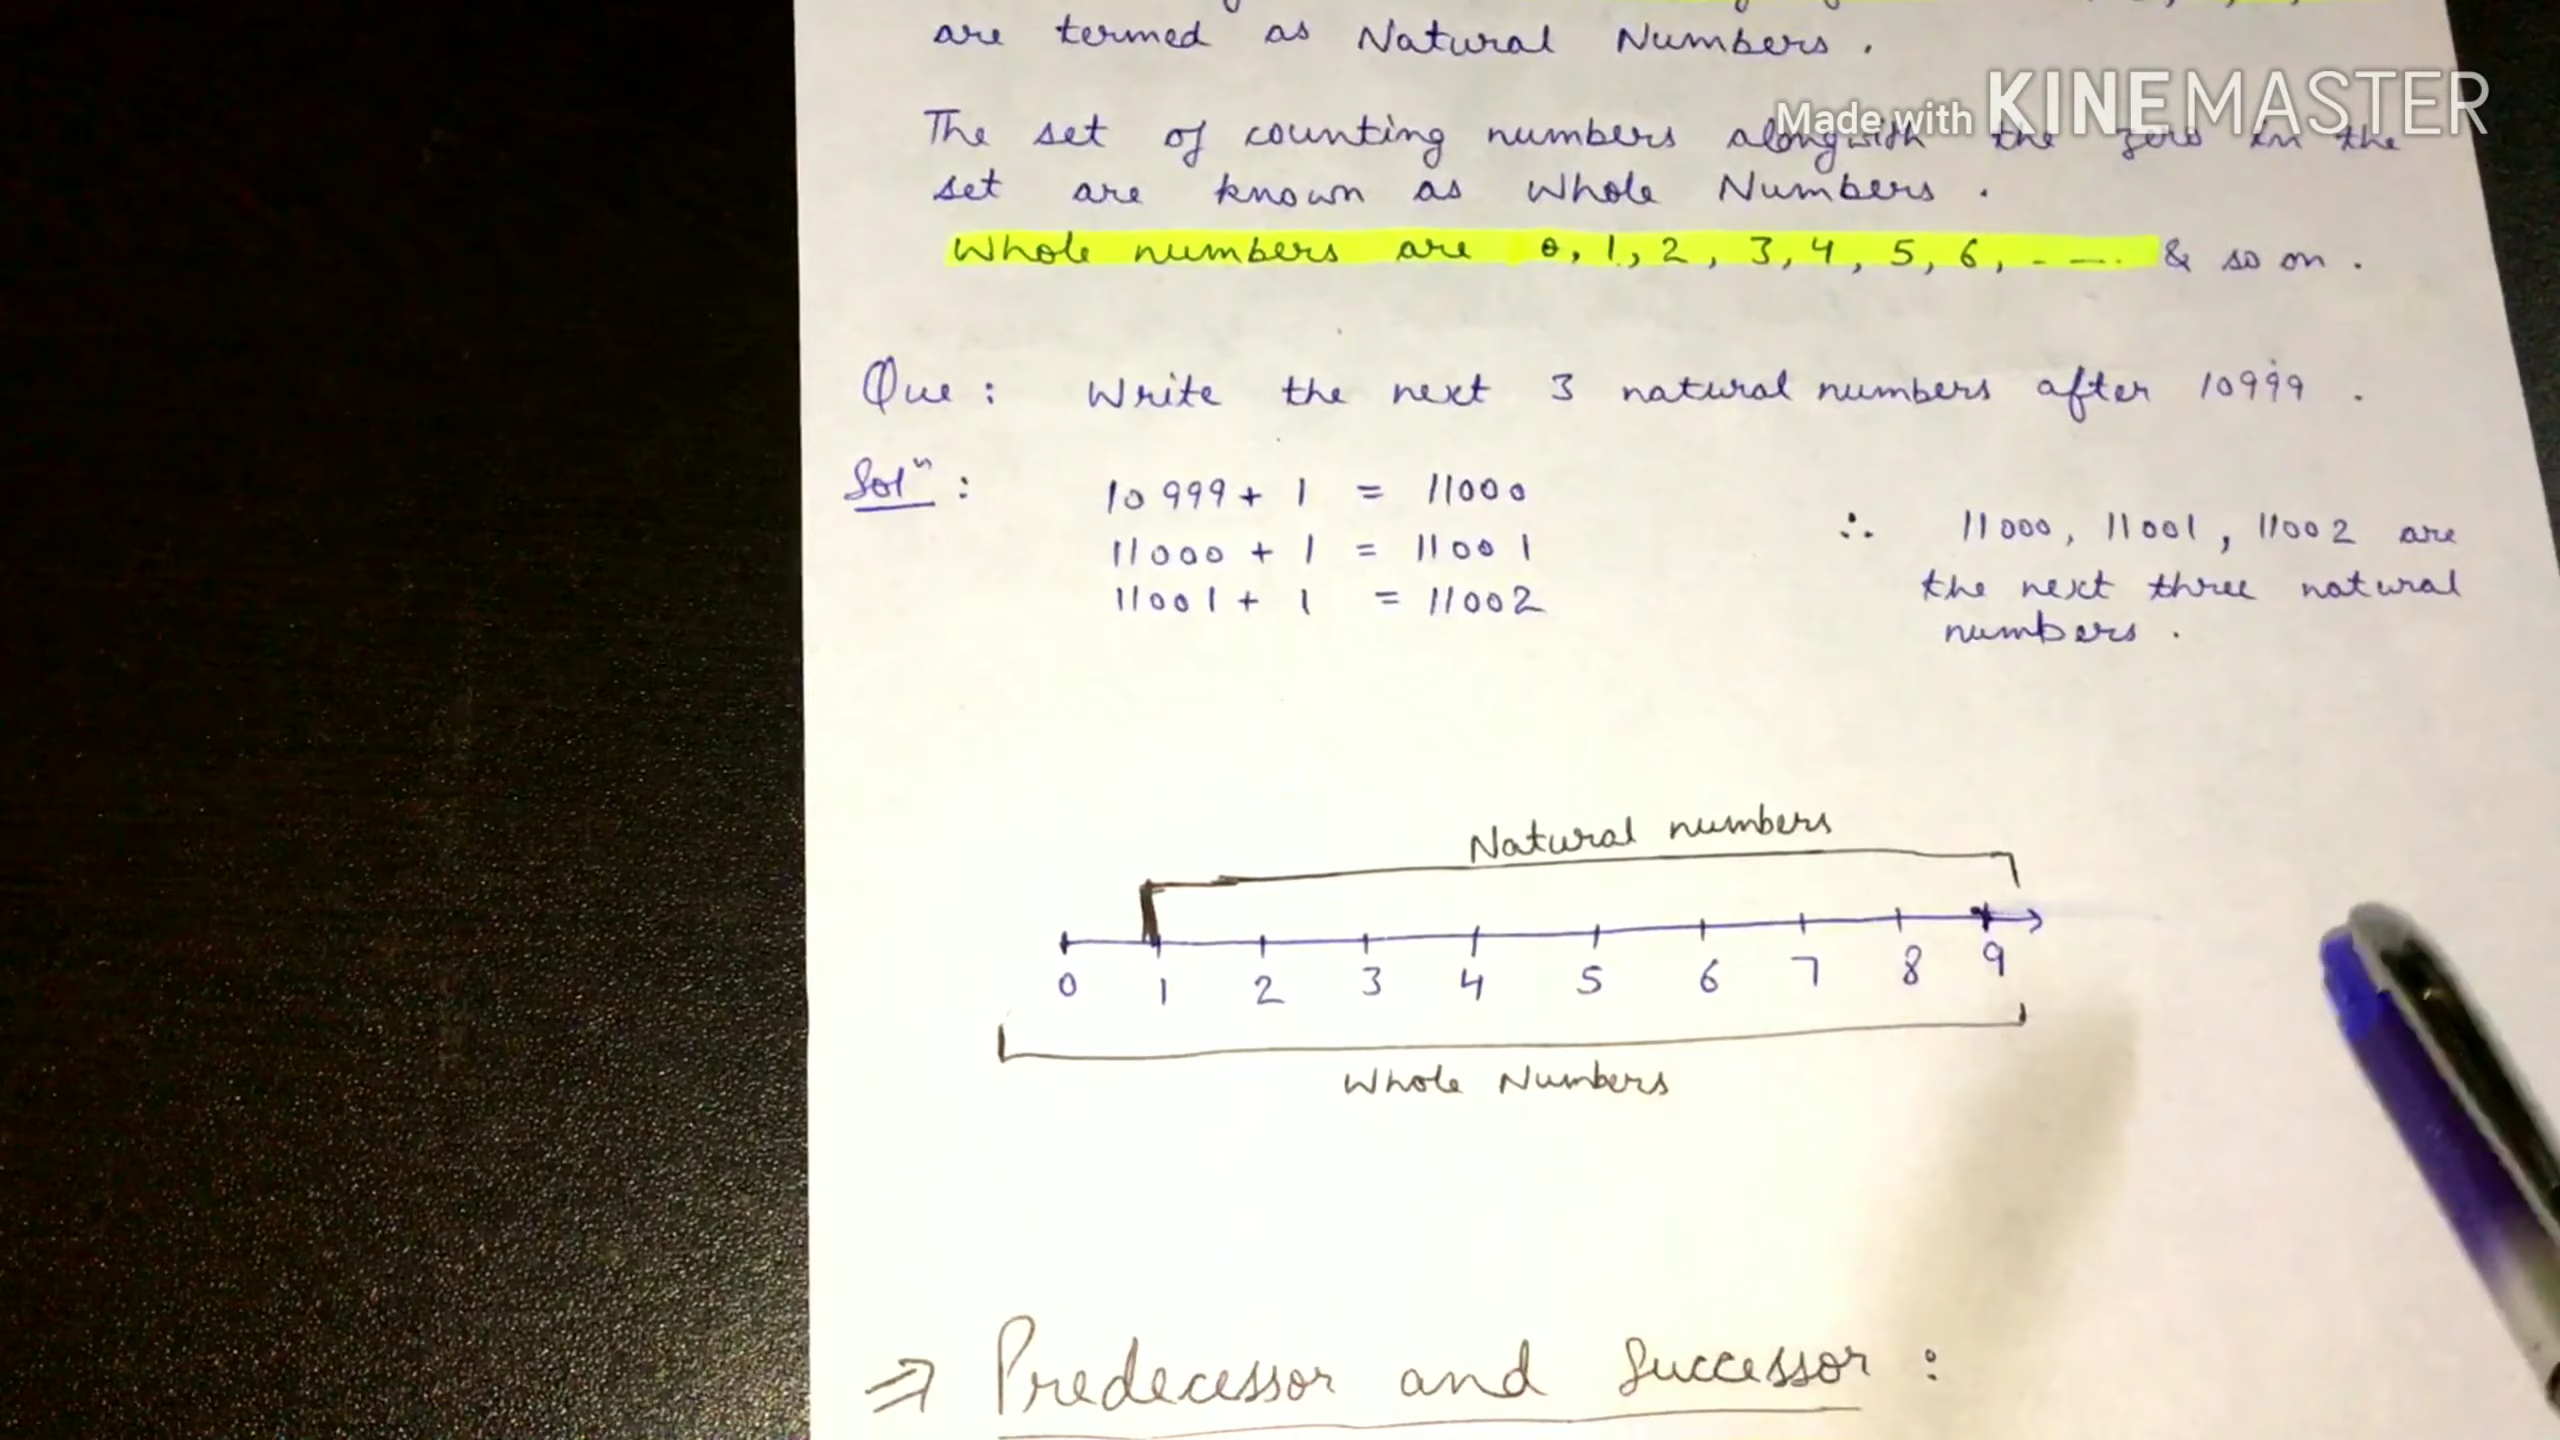 are termed as Natural Numbers.
Made with KINEMASTER
The set of counting numbers alongwith the zero in the
set are known as Whole Numbers.
Whole numbers are 0, 1, 2, 3, 4, 5, 6, - — . & so on.
Que: Write the next 3 natural numbers after 10999.
Solⁿ: 10999 + 1 = 11000
11000 + 1 = 11001
11001 + 1 = 11002
∴ 11000, 11001, 11002 are
the next three natural
numbers.
Natural numbers
0 1 2 3 4 5 6 7 8 9
Whole Numbers
⇒ Predecessor and Successor: